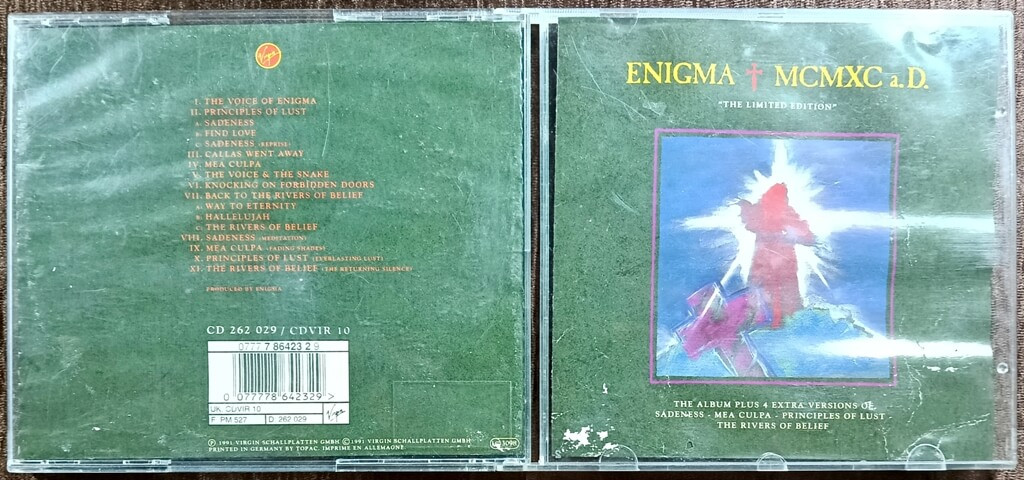 Virgin
I. THE VOICE OF ENIGMA
II. PRINCIPLES OF LUST
A. SADENESS
B. FIND LOVE
C. SADENESS (REPRISE)
III. CALLAS WENT AWAY
IV. MEA CULPA
V. THE VOICE & THE SNAKE
VI. KNOCKING ON FORBIDDEN DOORS
VII. BACK TO THE RIVERS OF BELIEF
A. WAY TO ETERNITY
B. HALLELUJAH
C. THE RIVERS OF BELIEF
VIII. SADENESS (MEDITATION)
IX. MEA CULPA (FADING SHADES)
X. PRINCIPLES OF LUST (EVERLASTING LUST)
XI. THE RIVERS OF BELIEF (THE RETURNING SILENCE)
PRODUCED BY ENIGMA
CD 262 029 / CDVIR 10
0777 7 86423 2 9
0 077778 642329 >
UK: CDVIR 10
F: PM 527
D: 262 029
Virgin
℗ 1991 VIRGIN SCHALLPLATTEN GMBH © 1991 VIRGIN SCHALLPLATTEN GMBH
PRINTED IN GERMANY BY TOPAC. IMPRIME EN ALLEMAGNE
ENIGMA † MCMXC a.D.
"THE LIMITED EDITION"
THE ALBUM PLUS 4 EXTRA VERSIONS OF
SADENESS - MEA CULPA - PRINCIPLES OF LUST -
THE RIVERS OF BELIEF